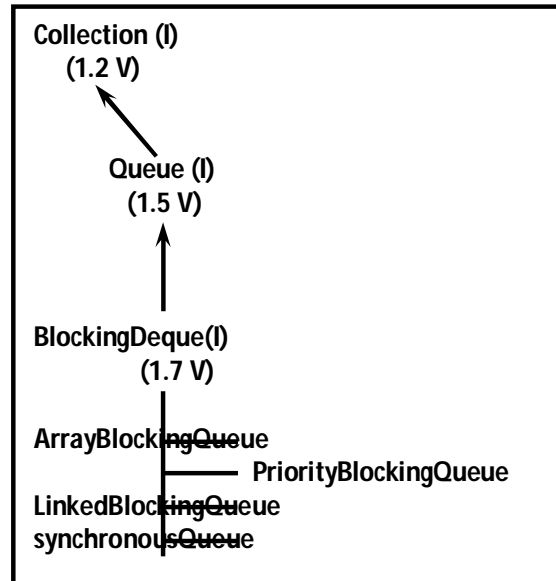 Collection (I)
(1.2 V)
Queue (I)
(1.5 V)
BlockingDeque(I)
(1.7 V)
ArrayBlockingQueue
PriorityBlockingQueue
LinkedBlockingQueue
synchronousQueue